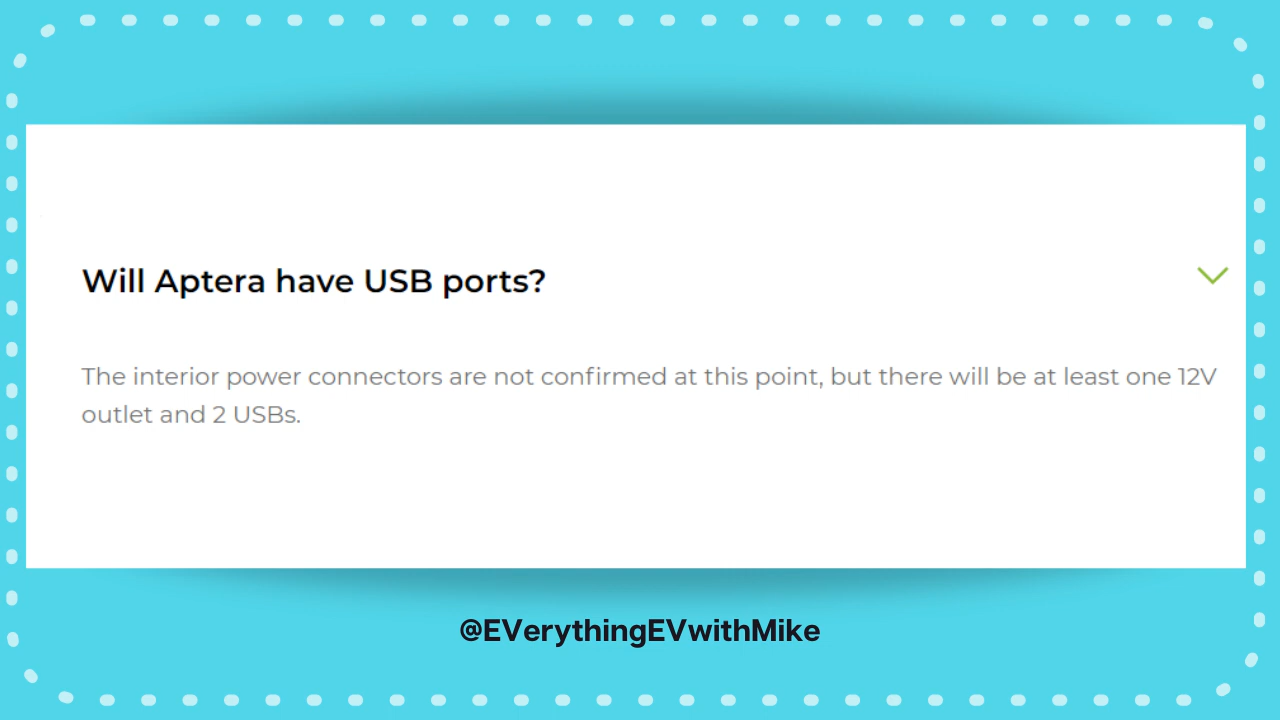 Will Aptera have USB ports?
The interior power connectors are not confirmed at this point, but there will be at least one 12V
outlet and 2 USBs.
@EVerythingEVwithMike